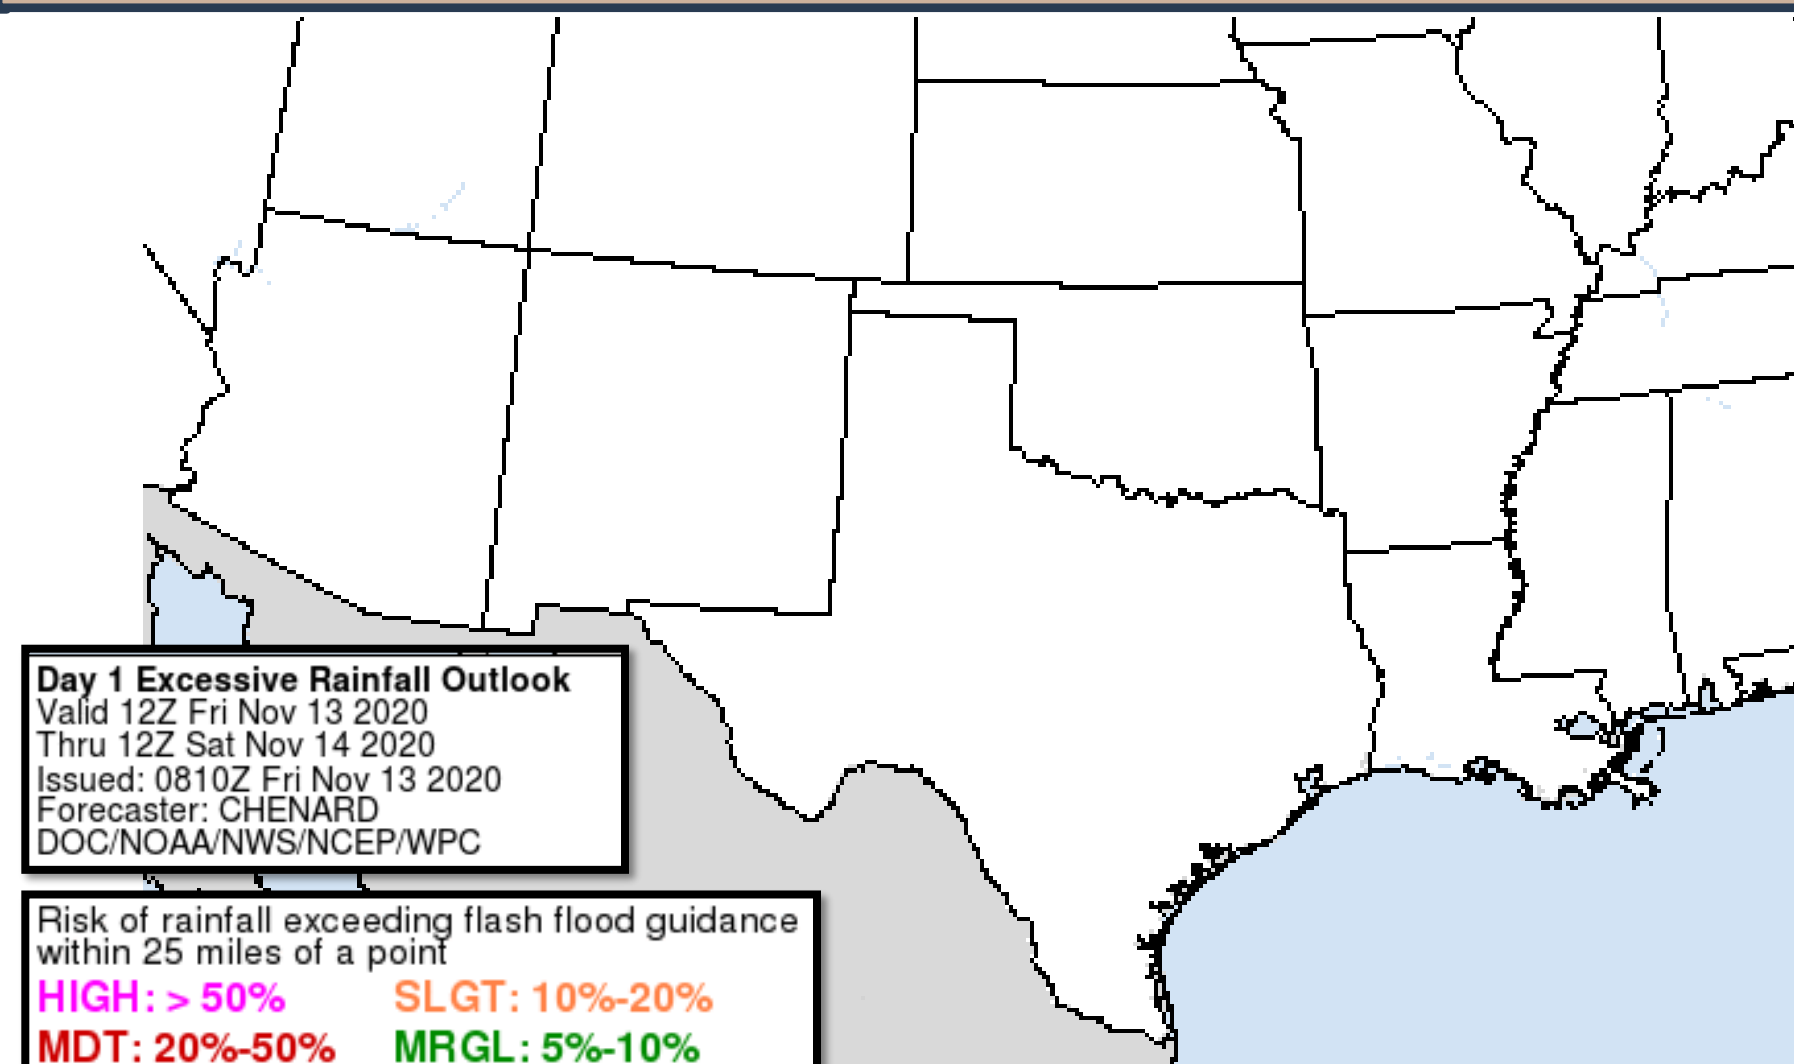 Day 1 Excessive Rainfall Outlook
Valid 12Z Fri Nov 13 2020
Thru 12Z Sat Nov 14 2020
Issued: 0810Z Fri Nov 13 2020
Forecaster: CHENARD
DOC/NOAA/NWS/NCEP/WPC
Risk of rainfall exceeding flash flood guidance
within 25 miles of a point
HIGH: > 50% SLGT: 10%-20%
MDT: 20%-50% MRGL: 5%-10%